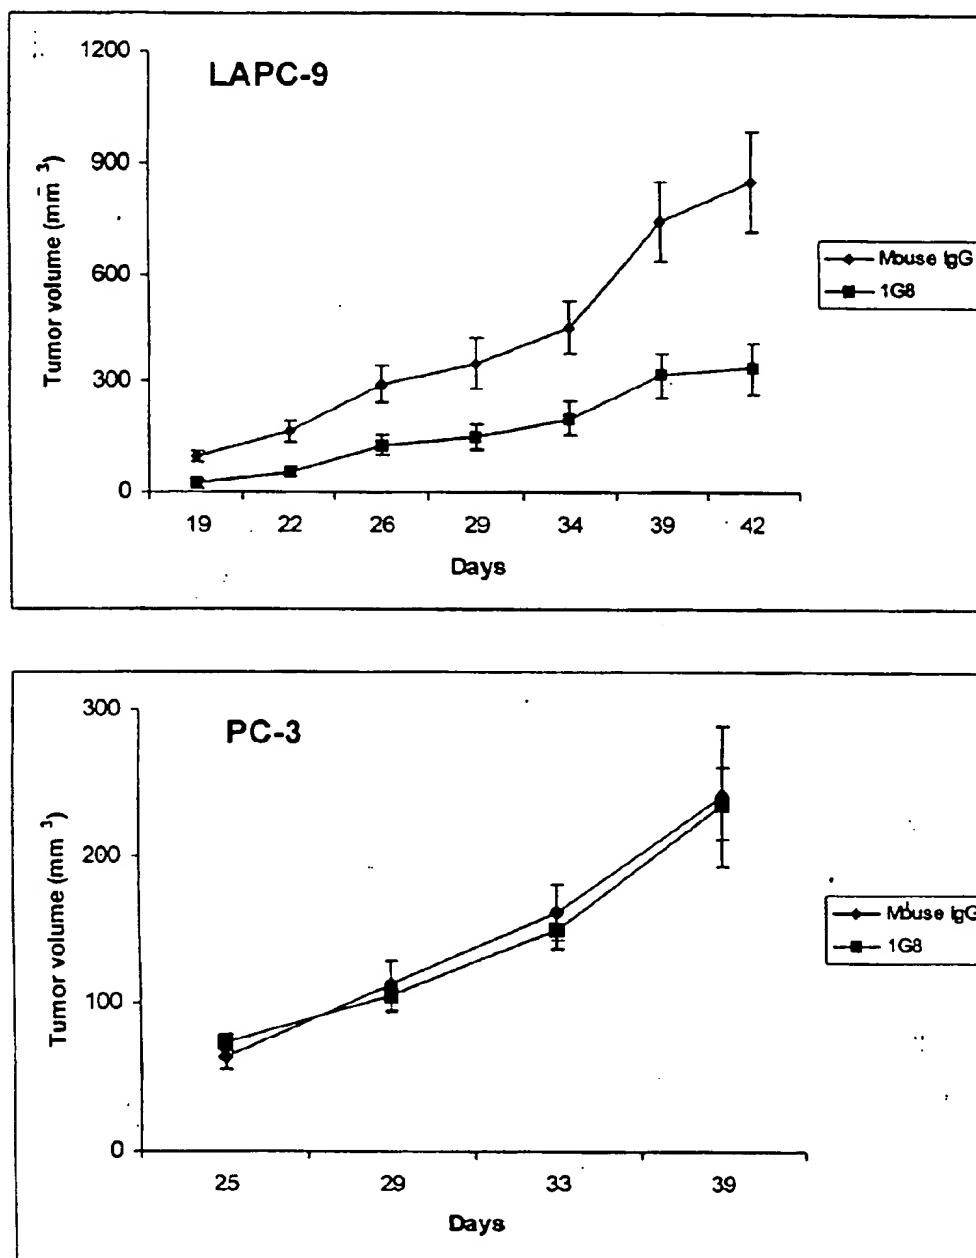 LAPC-9
1200
900
600
300
0
Tumor volume (mm³)
19 22 26 29 34 39 42
Days
Mouse IgG
1G8
PC-3
300
200
100
0
Tumor volume (mm³)
25 29 33 39
Days
Mouse IgG
1G8